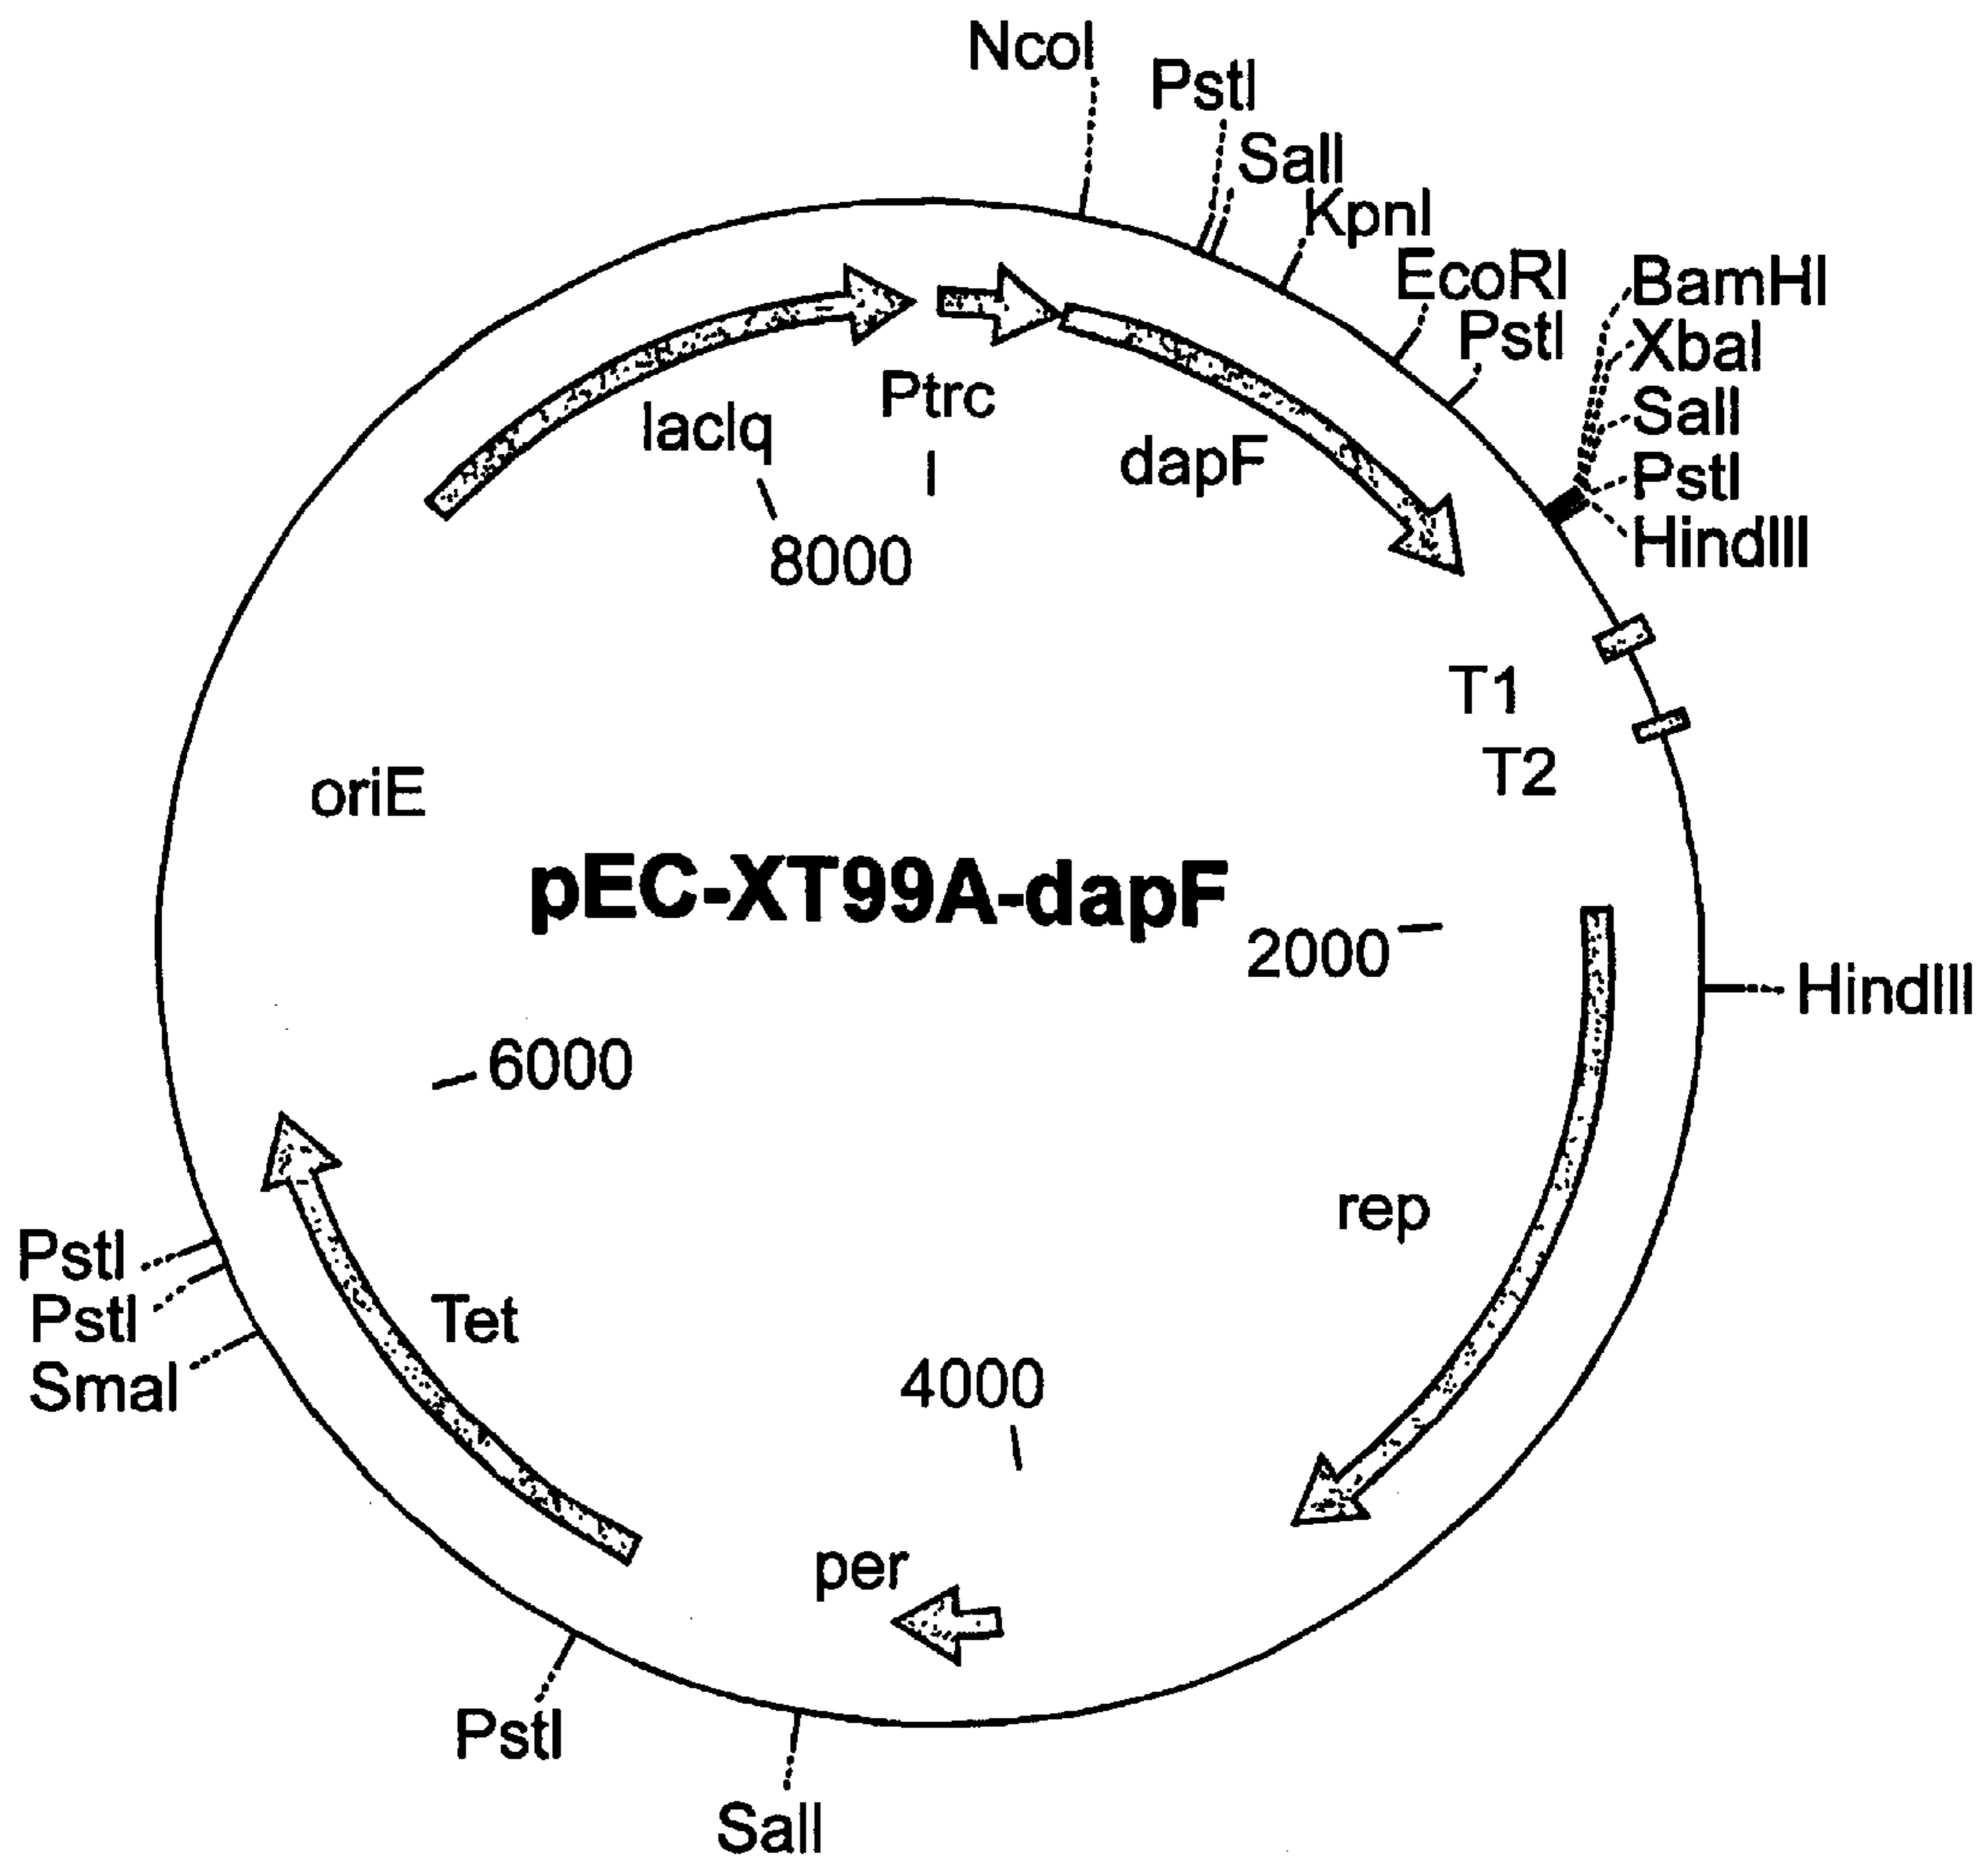 NcoI
PstI
SalI
KpnI
EcoRI
PstI
BamHI
XbaI
SalI
PstI
HindIII
Ptrc
lacIq
dapF
8000
T1
T2
oriE
pEC-XT99A-dapF
2000
HindIII
6000
rep
PstI
PstI
SmaI
Tet
4000
per
PstI
SalI